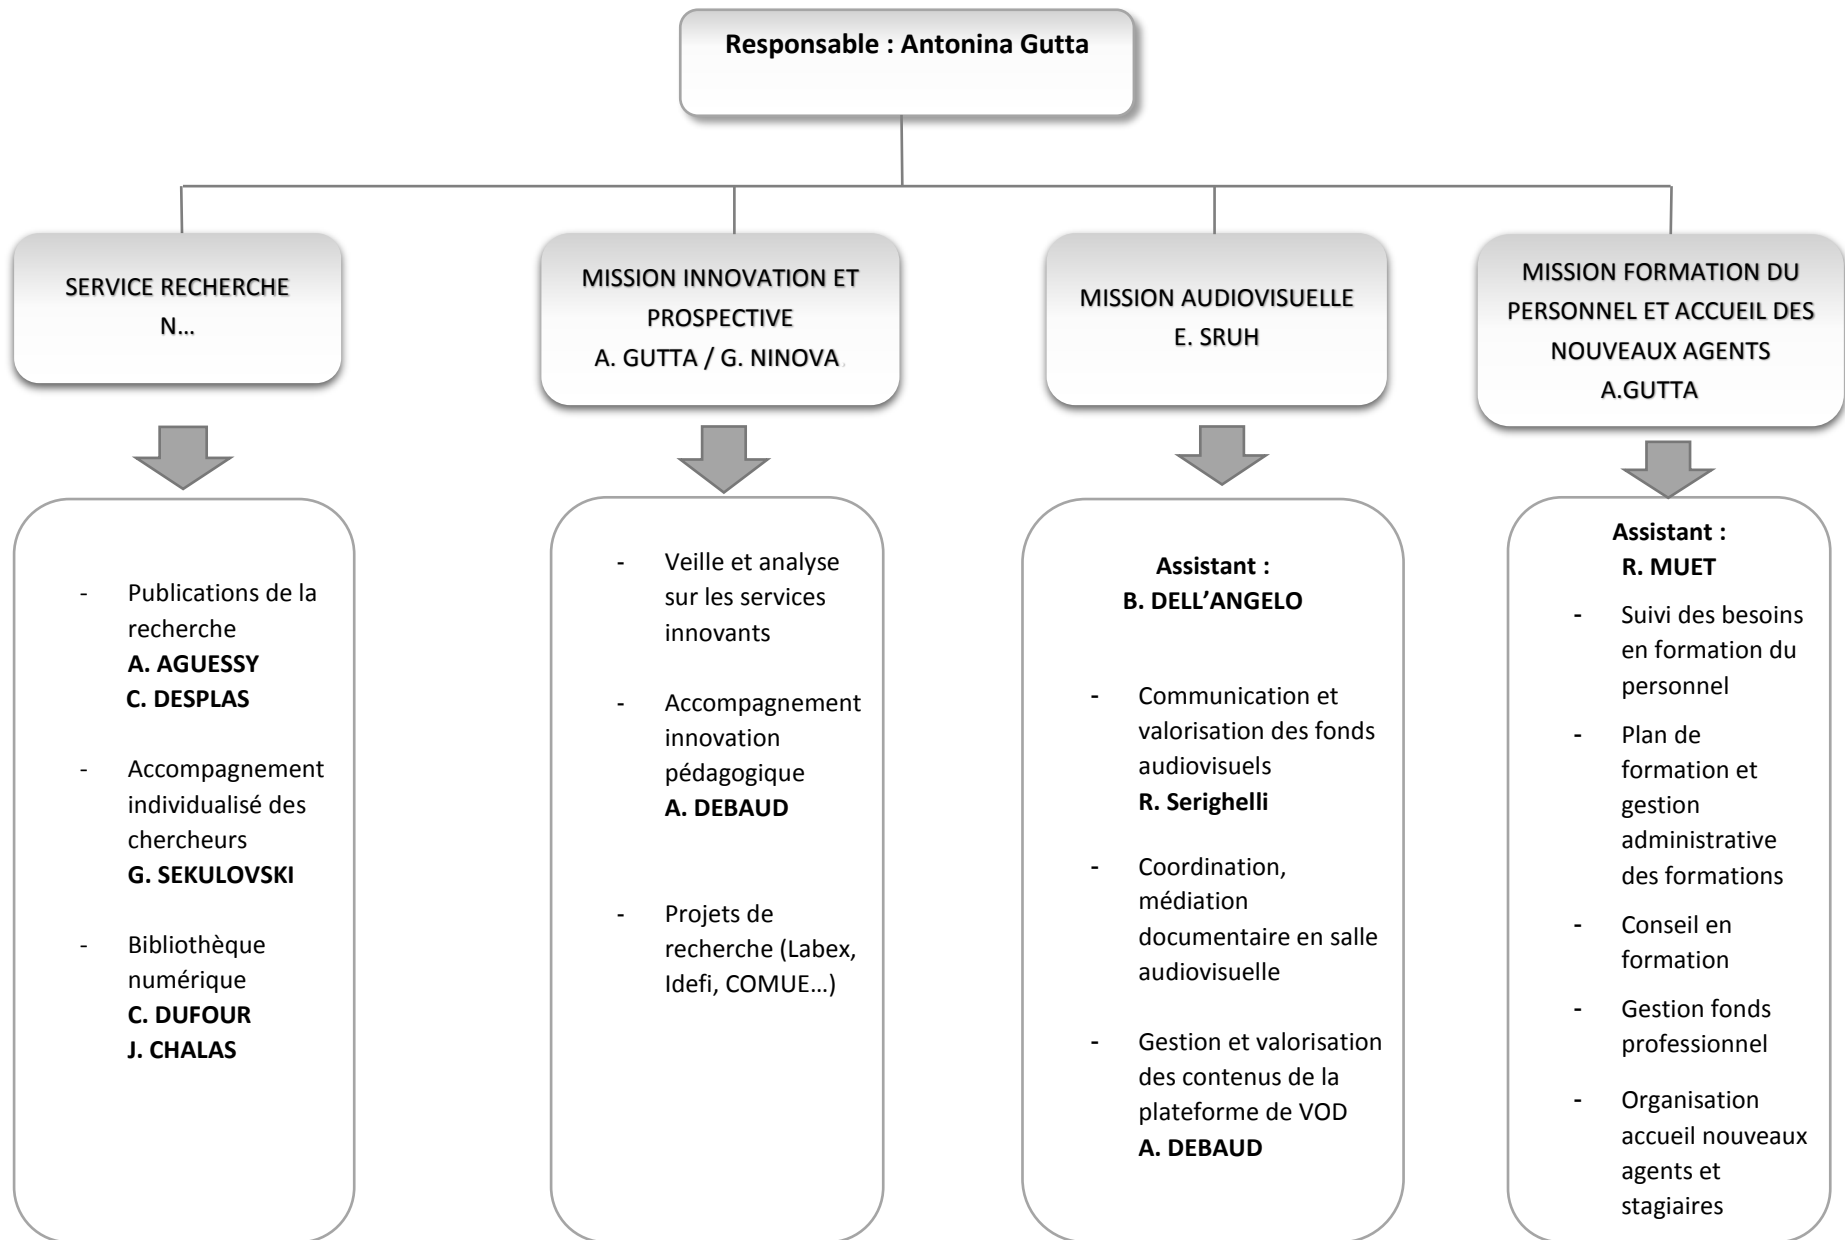 Responsable : Antonina Gutta
SERVICE RECHERCHE
N…
MISSION INNOVATION ET
PROSPECTIVE
A. GUTTA / G. NINOVA
MISSION AUDIOVISUELLE
E. SRUH
MISSION FORMATION DU
PERSONNEL ET ACCUEIL DES
NOUVEAUX AGENTS
A.GUTTA
- Publications de la
recherche
A. AGUESSY
C. DESPLAS
- Accompagnement
individualisé des
chercheurs
G. SEKULOVSKI
- Bibliothèque
numérique
C. DUFOUR
J. CHALAS
- Veille et analyse
sur les services
innovants
- Accompagnement
innovation
pédagogique
A. DEBAUD
- Projets de
recherche (Labex,
Idefi, COMUE…)
Assistant :
B. DELL’ANGELO
- Communication et
valorisation des fonds
audiovisuels
R. Serighelli
- Coordination,
médiation
documentaire en salle
audiovisuelle
- Gestion et valorisation
des contenus de la
plateforme de VOD
A. DEBAUD
Assistant :
R. MUET
- Suivi des besoins
en formation du
personnel
- Plan de
formation et
gestion
administrative
des formations
- Conseil en
formation
- Gestion fonds
professionnel
- Organisation
accueil nouveaux
agents et
stagiaires